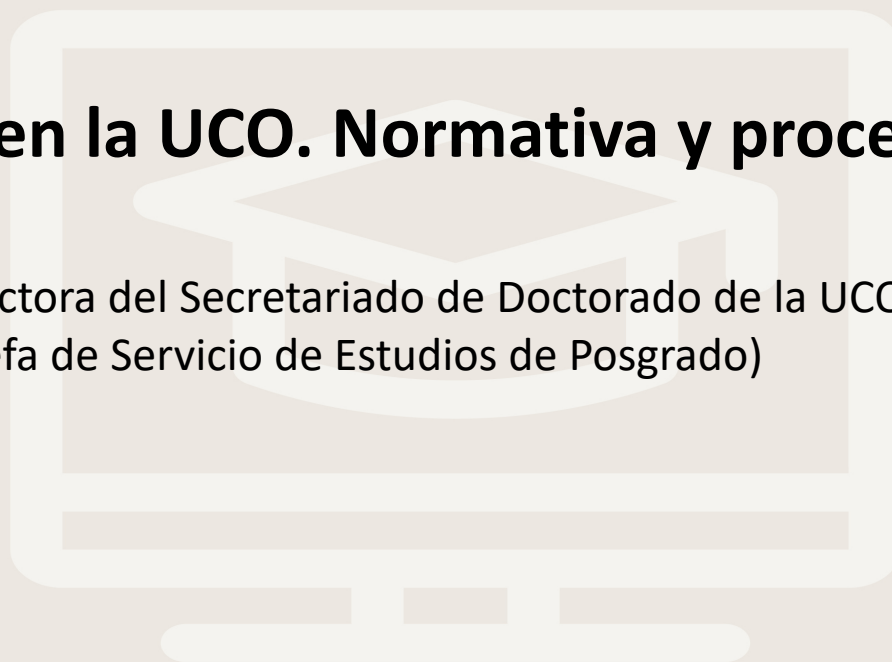 en la UCO. Normativa y proce
ctora del Secretariado de Doctorado de la UCO
efa de Servicio de Estudios de Posgrado)